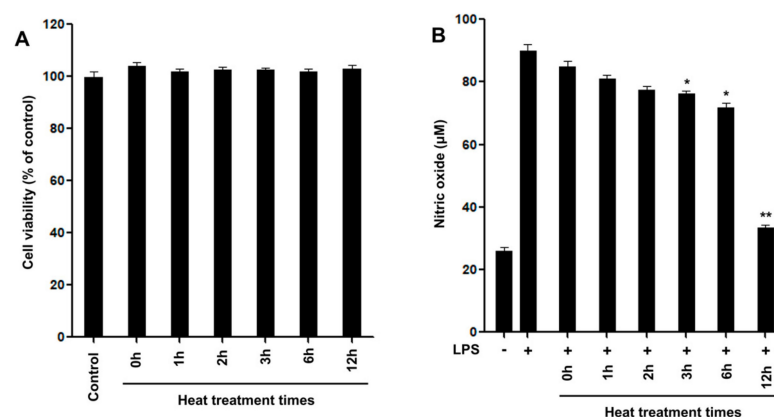 A
Cell viability (% of control)
120
100
80
60
40
20
0
Control
0h
1h
2h
3h
6h
12h
Heat treatment times
B
Nitric oxide (μM)
100
80
60
40
20
0
*
*
**
LPS - + + + + + + +
0h
1h
2h
3h
6h
12h
Heat treatment times